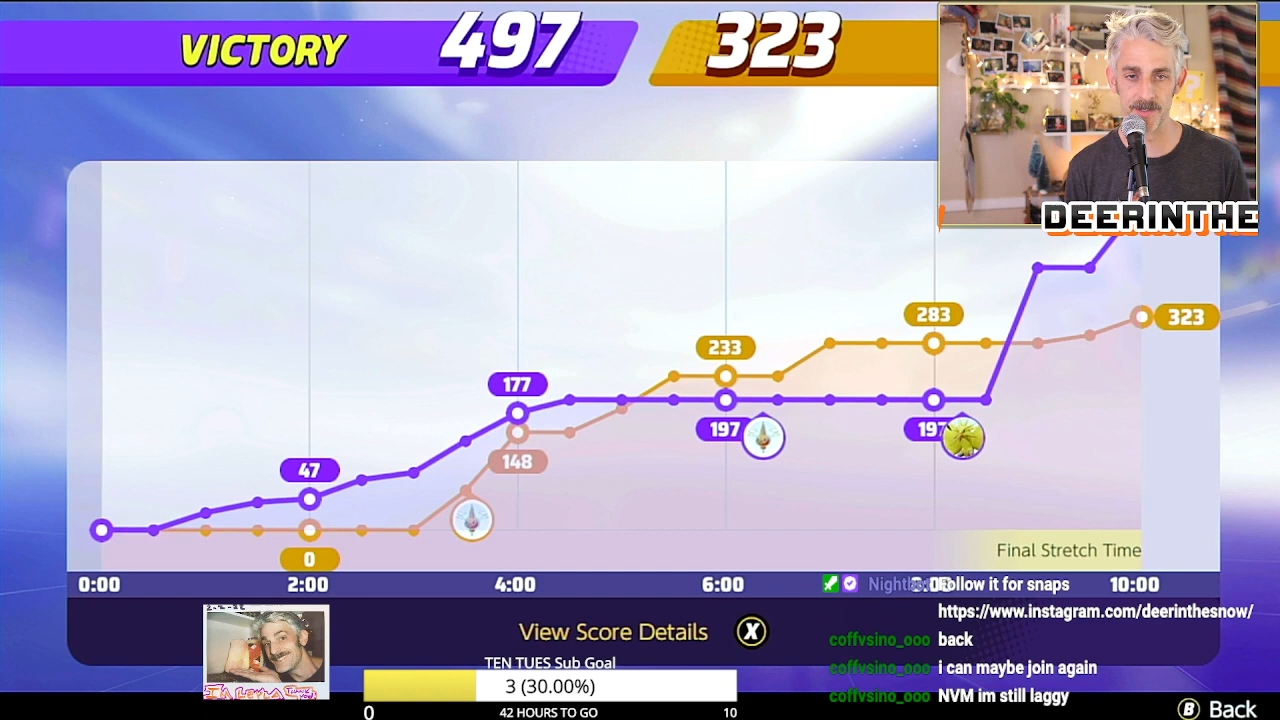 VICTORY 497 323
DEERINTHE
283
323
233
177
197
197
148
47
0
Final Stretch Time
0:00 2:00 4:00 6:00 8:00 10:00
Nightbot Follow it for snaps
https://www.instagram.com/deerinthesnow/
View Score Details X
coffvsino_ooo back
TEN TUES Sub Goal
coffvsino_ooo i can maybe join again
3 (30.00%)
coffvsino_ooo NVM im still laggy
0 42 HOURS TO GO 10
B Back